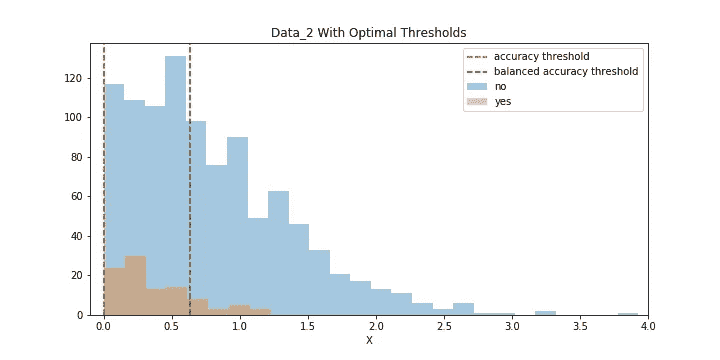 Data_2 With Optimal Thresholds
accuracy threshold
balanced accuracy threshold
no
yes
120
100
80
60
40
20
0
0.0 0.5 1.0 1.5 2.0 2.5 3.0 3.5 4.0
X